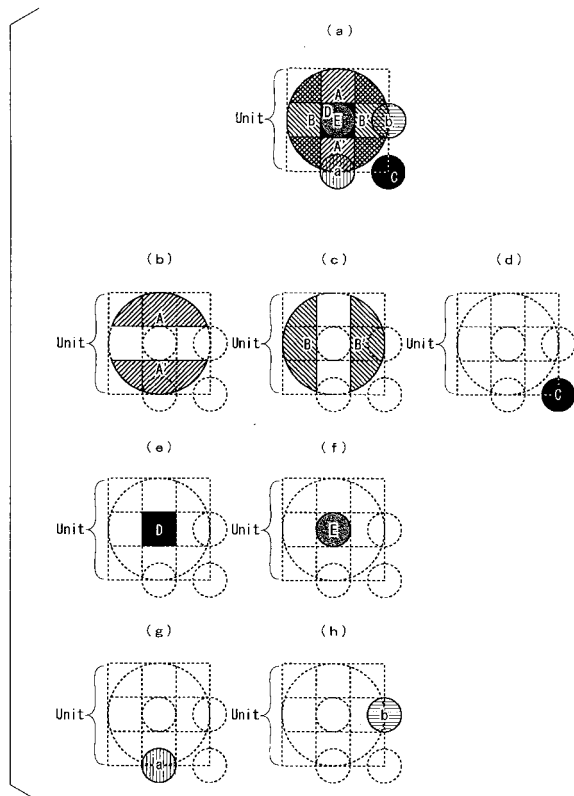 (a)
A
Unit B D E B' b
A'
a
C
(b) (c) (d)
A
Unit Unit B B' Unit
A'
C
(e) (f)
Unit D Unit E
(g) (h)
Unit Unit b
a